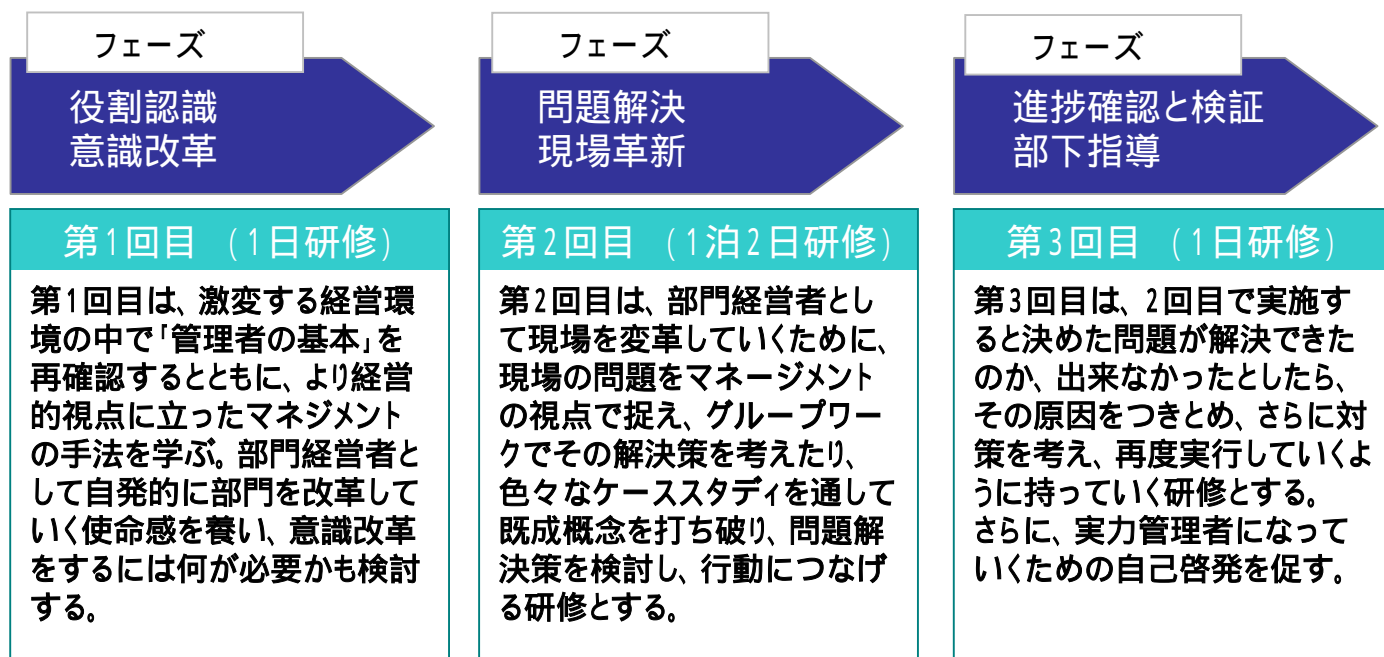 フェーズ
役割認識
意識改革
第1回目 (1日研修)
第1回目は、激変する経営環
境の中で「管理者の基本」を
再確認するとともに、より経営
的視点に立ったマネジメント
の手法を学ぶ。部門経営者と
して自発的に部門を改革して
いく使命感を養い、意識改革
をするには何が必要かも検討
する。
フェーズ
問題解決
現場革新
第2回目 (1泊2日研修)
第2回目は、部門経営者とし
て現場を変革していくために、
現場の問題をマネージメント
の視点で捉え、グループワー
クでその解決策を考えたり、
色々なケーススタディを通して
既成概念を打ち破り、問題解
決策を検討し、行動につなげ
る研修とする。
フェーズ
進捗確認と検証
部下指導
第3回目 (1日研修)
第3回目は、2回目で実施す
ると決めた問題が解決できた
のか、出来なかったとしたら、
その原因をつきとめ、さらに対
策を考え、再度実行していくよ
うに持っていく研修とする。
さらに、実力管理者になって
いくための自己啓発を促す。